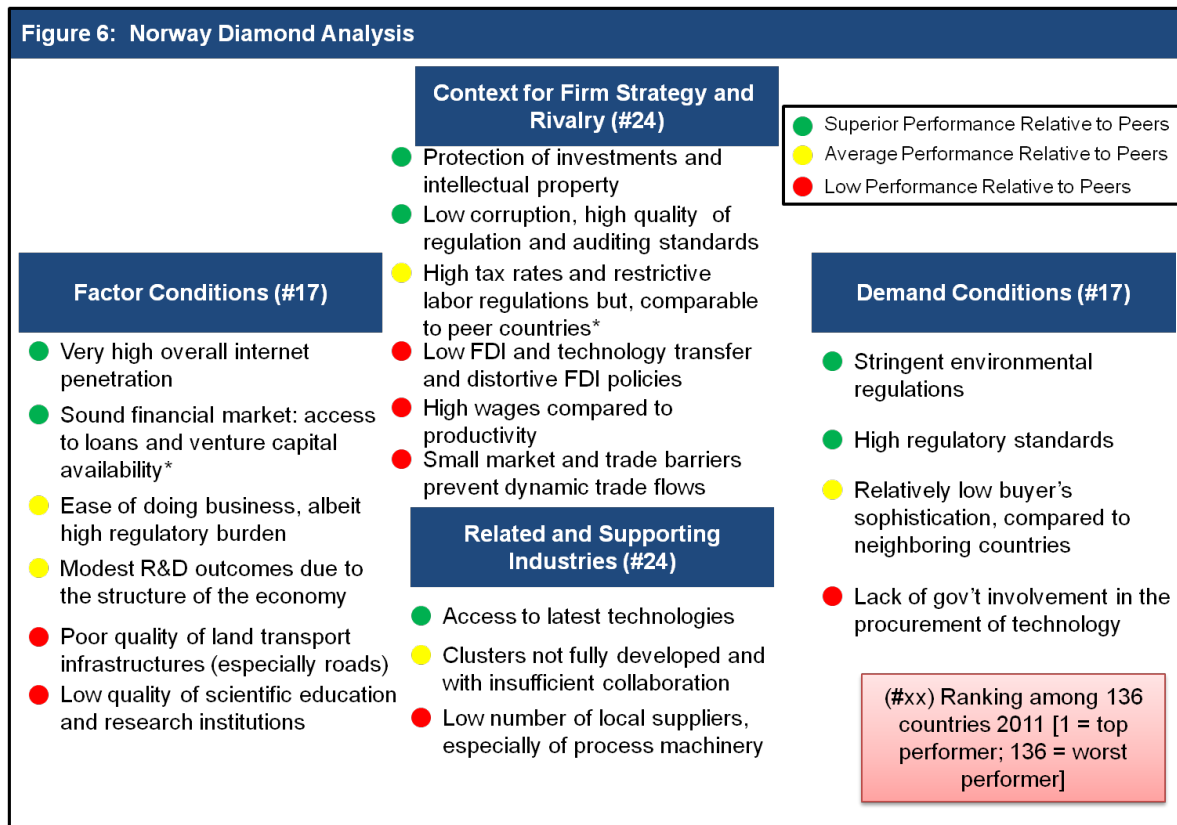 Figure 6: Norway Diamond Analysis
Context for Firm Strategy and
Rivalry (#24)
Protection of investments and
intellectual property
Low corruption, high quality of
regulation and auditing standards
High tax rates and restrictive
labor regulations but, comparable
to peer countries*
Low FDI and technology transfer
and distortive FDI policies
High wages compared to
productivity
Small market and trade barriers
prevent dynamic trade flows
Superior Performance Relative to Peers
Average Performance Relative to Peers
Low Performance Relative to Peers
Factor Conditions (#17)
Very high overall internet
penetration
Sound financial market: access
to loans and venture capital
availability*
Ease of doing business, albeit
high regulatory burden
Modest R&D outcomes due to
the structure of the economy
Poor quality of land transport
infrastructures (especially roads)
Low quality of scientific education
and research institutions
Related and Supporting
Industries (#24)
Access to latest technologies
Clusters not fully developed and
with insufficient collaboration
Low number of local suppliers,
especially of process machinery
Demand Conditions (#17)
Stringent environmental
regulations
High regulatory standards
Relatively low buyer's
sophistication, compared to
neighboring countries
Lack of gov't involvement in the
procurement of technology
(#xx) Ranking among 136
countries 2011 [1 = top
performer; 136 = worst
performer]